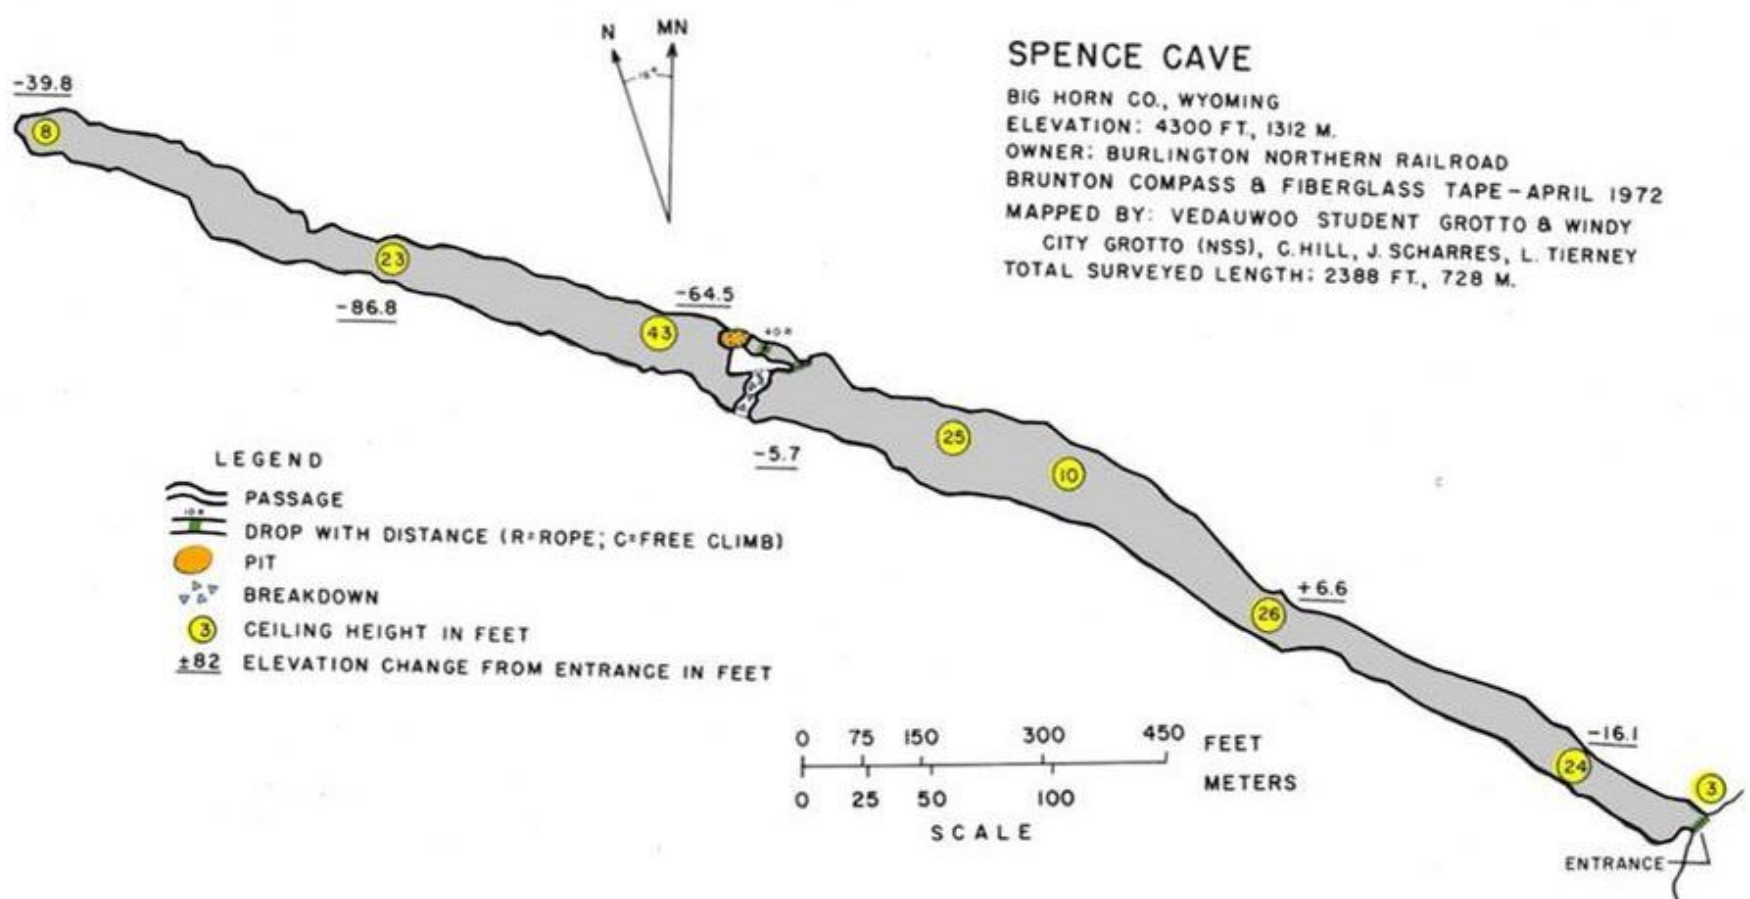 N MN
15°
SPENCE CAVE
BIG HORN CO., WYOMING
ELEVATION: 4300 FT., 1312 M.
OWNER: BURLINGTON NORTHERN RAILROAD
BRUNTON COMPASS & FIBERGLASS TAPE-APRIL 1972
MAPPED BY: VEDAUWOO STUDENT GROTTO & WINDY
CITY GROTTO (NSS), C. HILL, J. SCHARRES, L. TIERNEY
TOTAL SURVEYED LENGTH: 2388 FT., 728 M.
-39.8
8
23
-86.8
-64.5
43
40 R
-5.7
25
10
+6.6
26
-16.1
24
3
ENTRANCE
LEGEND
PASSAGE
10 R
DROP WITH DISTANCE (R=ROPE; C=FREE CLIMB)
PIT
BREAKDOWN
3 CEILING HEIGHT IN FEET
±82 ELEVATION CHANGE FROM ENTRANCE IN FEET
0 75 150 300 450 FEET
METERS
0 25 50 100
SCALE